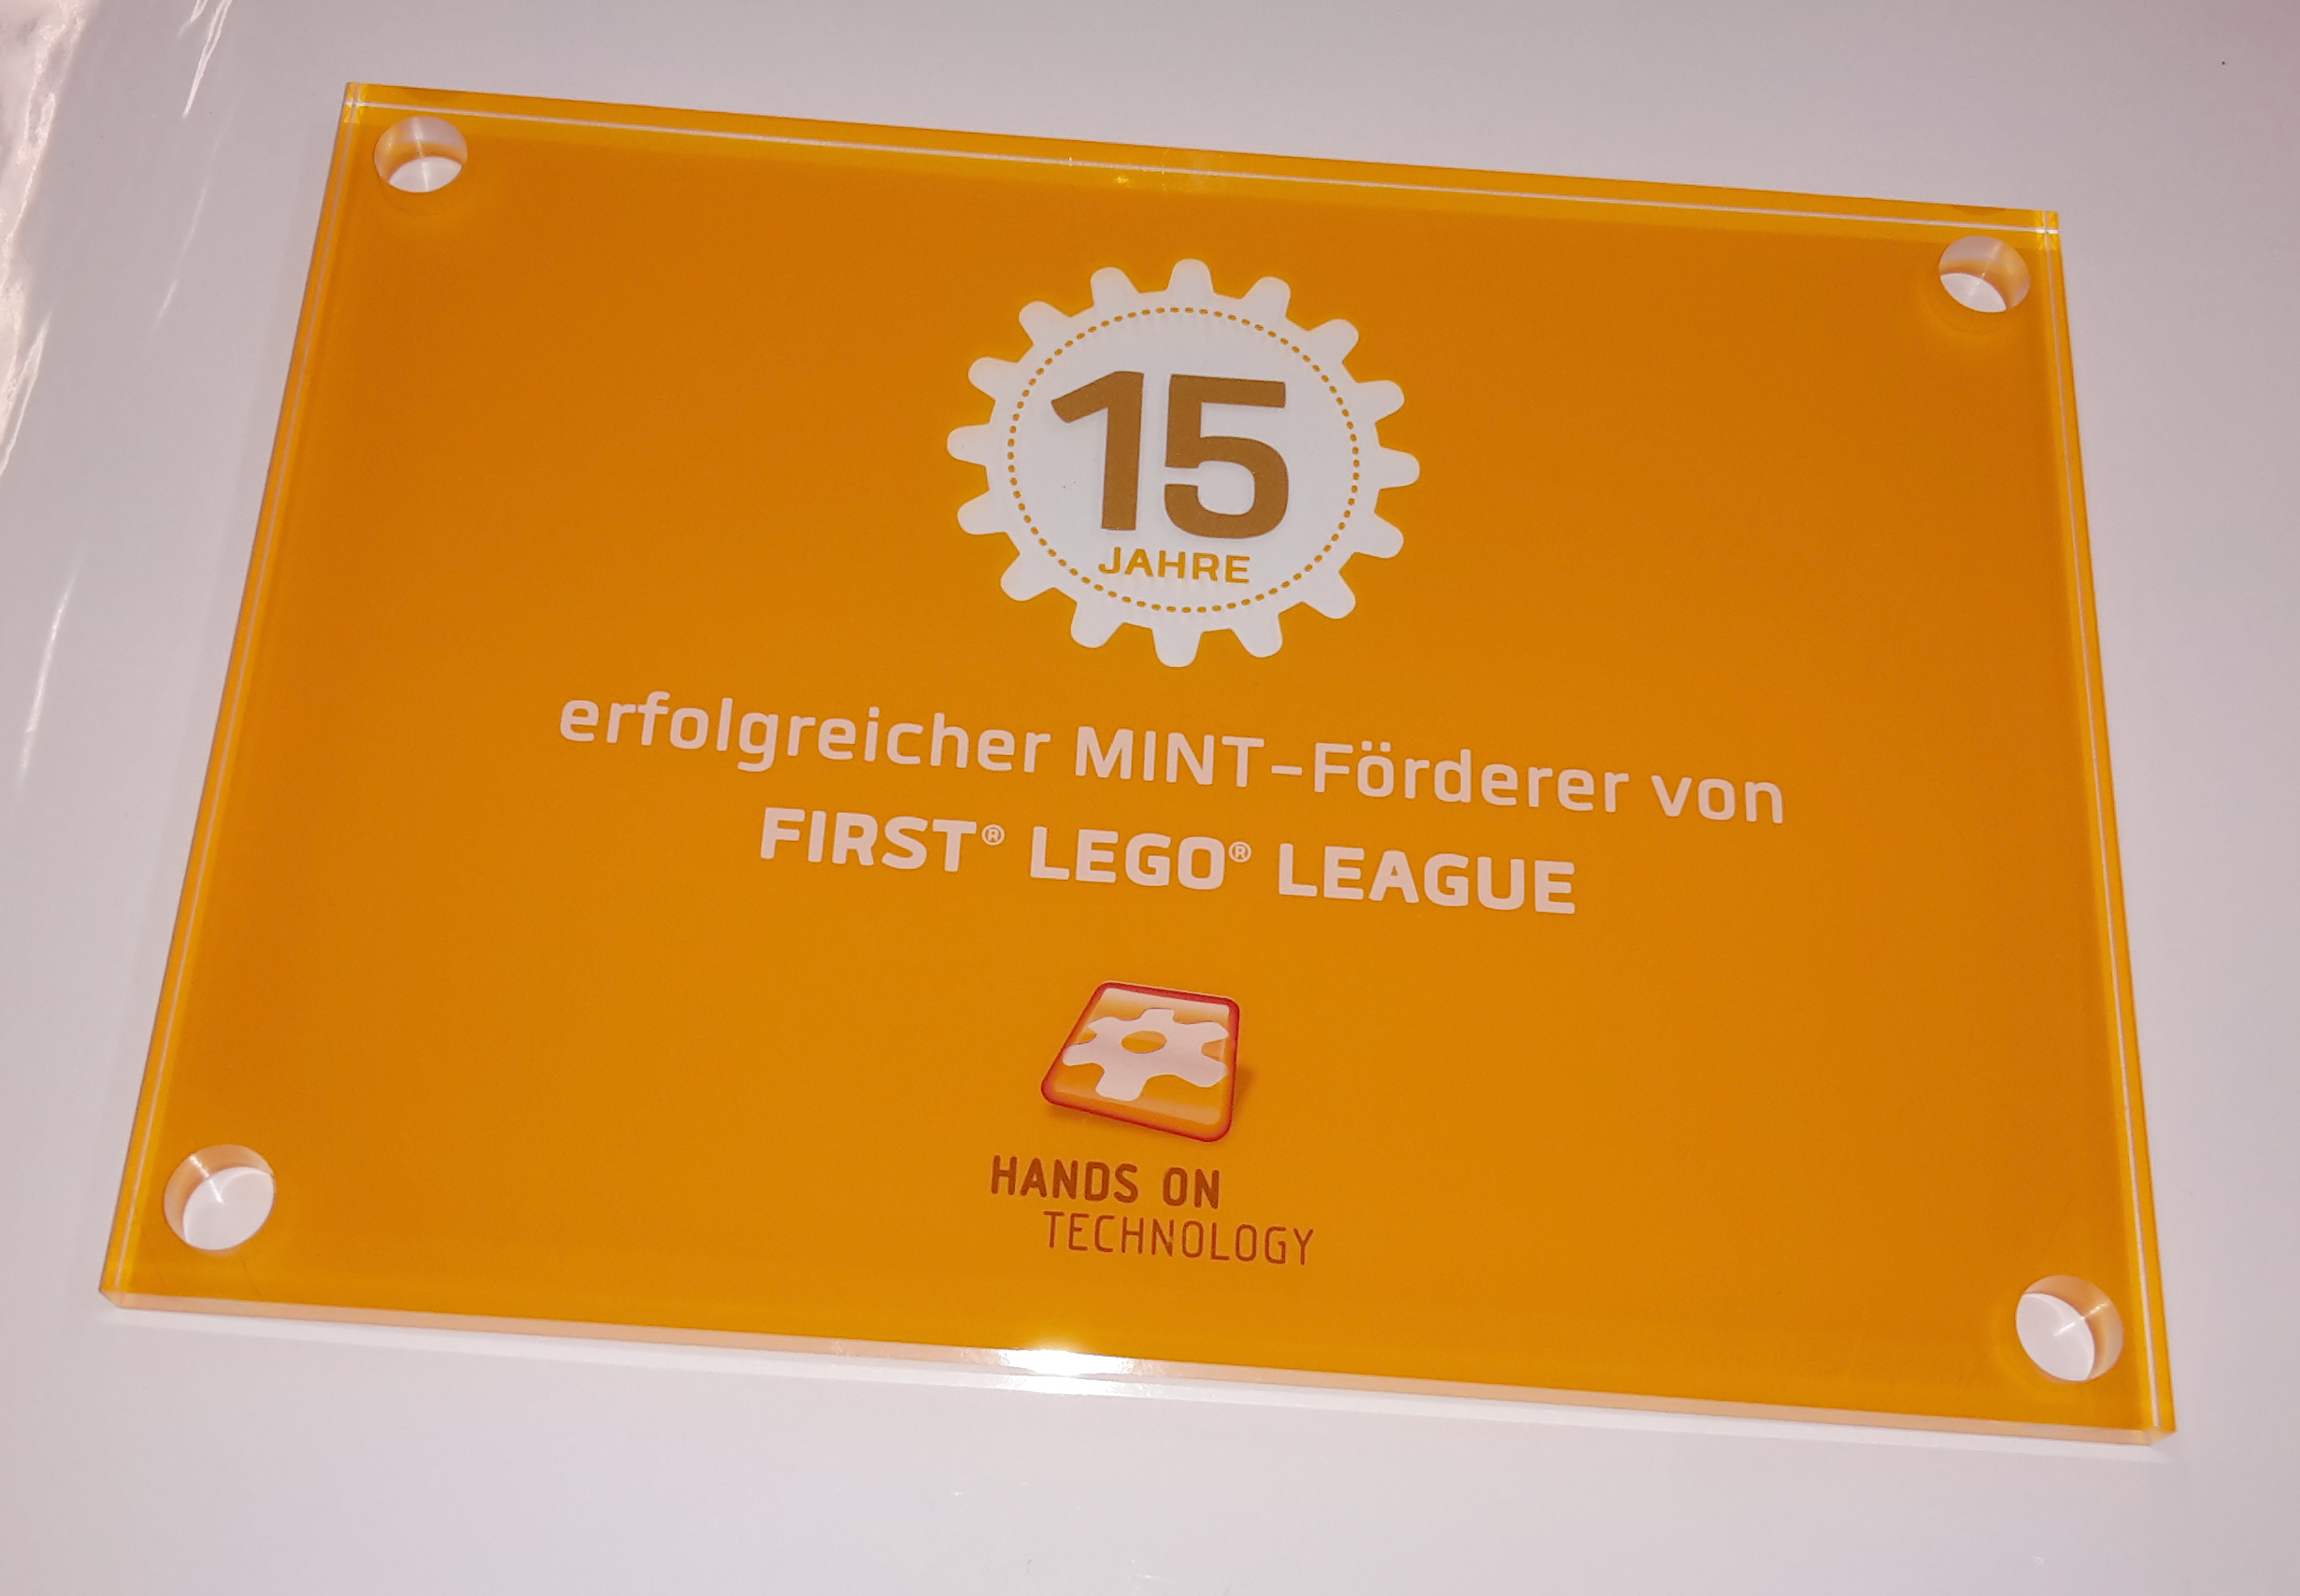 15
JAHRE
erfolgreicher MINT-Förderer von
FIRST® LEGO® LEAGUE
HANDS ON
TECHNOLOGY